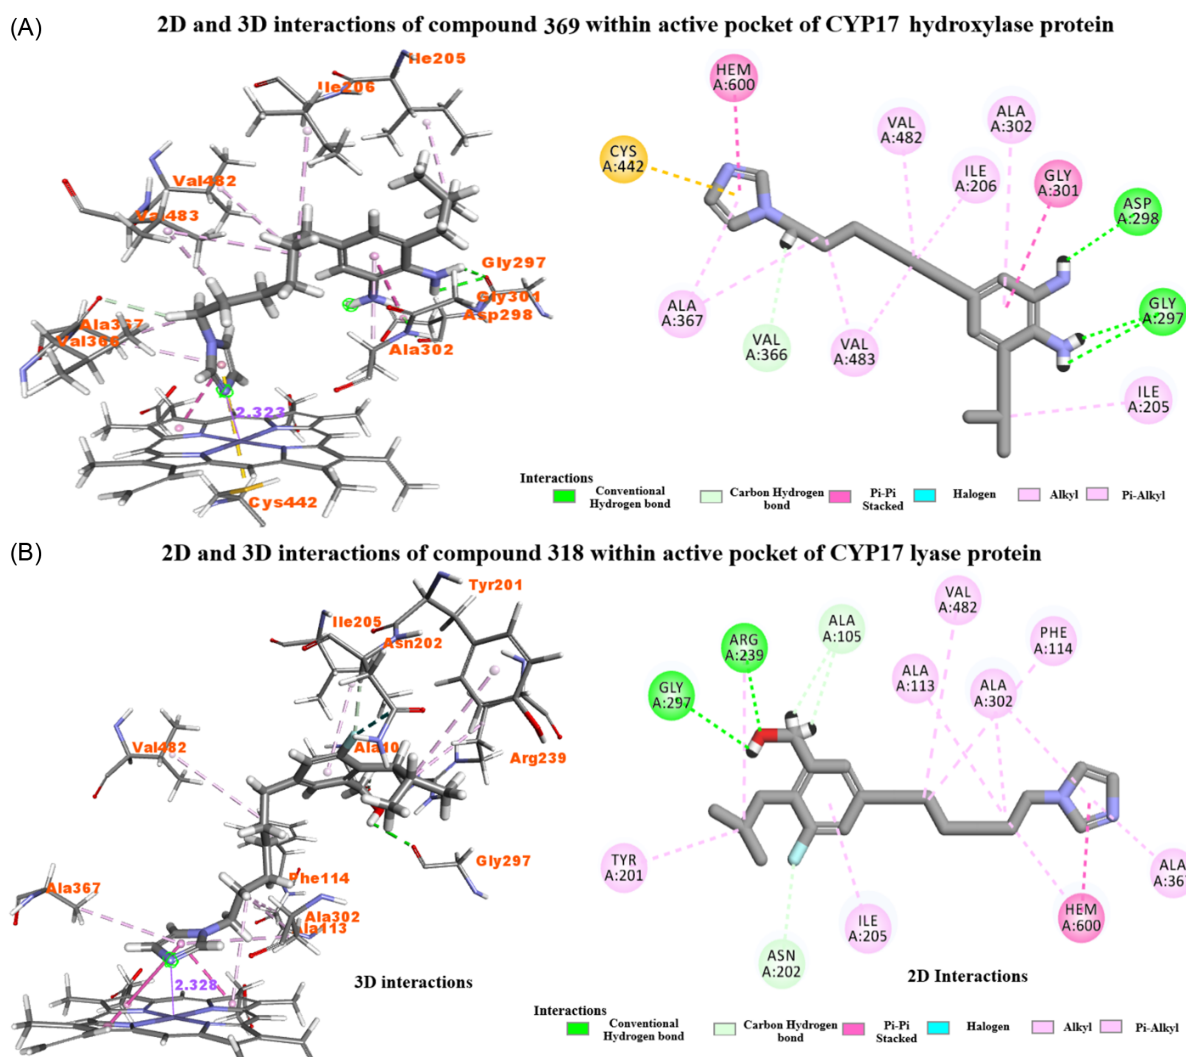 (A)
2D and 3D interactions of compound 369 within active pocket of CYP17 hydroxylase protein
Ile205
Ile206
Val482
Val483
Gly297
Gly301
Asp298
Ala302
Ala367
Val366
2.323
Cys442
HEM
A:600
CYS
A:442
VAL
A:482
ALA
A:302
ILE
A:206
GLY
A:301
ASP
A:298
GLY
A:297
ALA
A:367
VAL
A:366
VAL
A:483
ILE
A:205
Interactions
Conventional
Hydrogen bond
Carbon Hydrogen
bond
Pi-Pi
Stacked
Halogen
Alkyl
Pi-Alkyl
(B)
2D and 3D interactions of compound 318 within active pocket of CYP17 lyase protein
Tyr201
Ile205
Asn202
Val482
Ala10
Arg239
Gly297
Phe114
Ala367
Ala302
Ala113
2.328
3D interactions
VAL
A:482
ALA
A:105
PHE
A:114
ARG
A:239
ALA
A:113
ALA
A:302
GLY
A:297
TYR
A:201
ILE
A:205
ASN
A:202
HEM
A:600
ALA
A:367
2D Interactions
Interactions
Conventional
Hydrogen bond
Carbon Hydrogen
bond
Pi-Pi
Stacked
Halogen
Alkyl
Pi-Alkyl